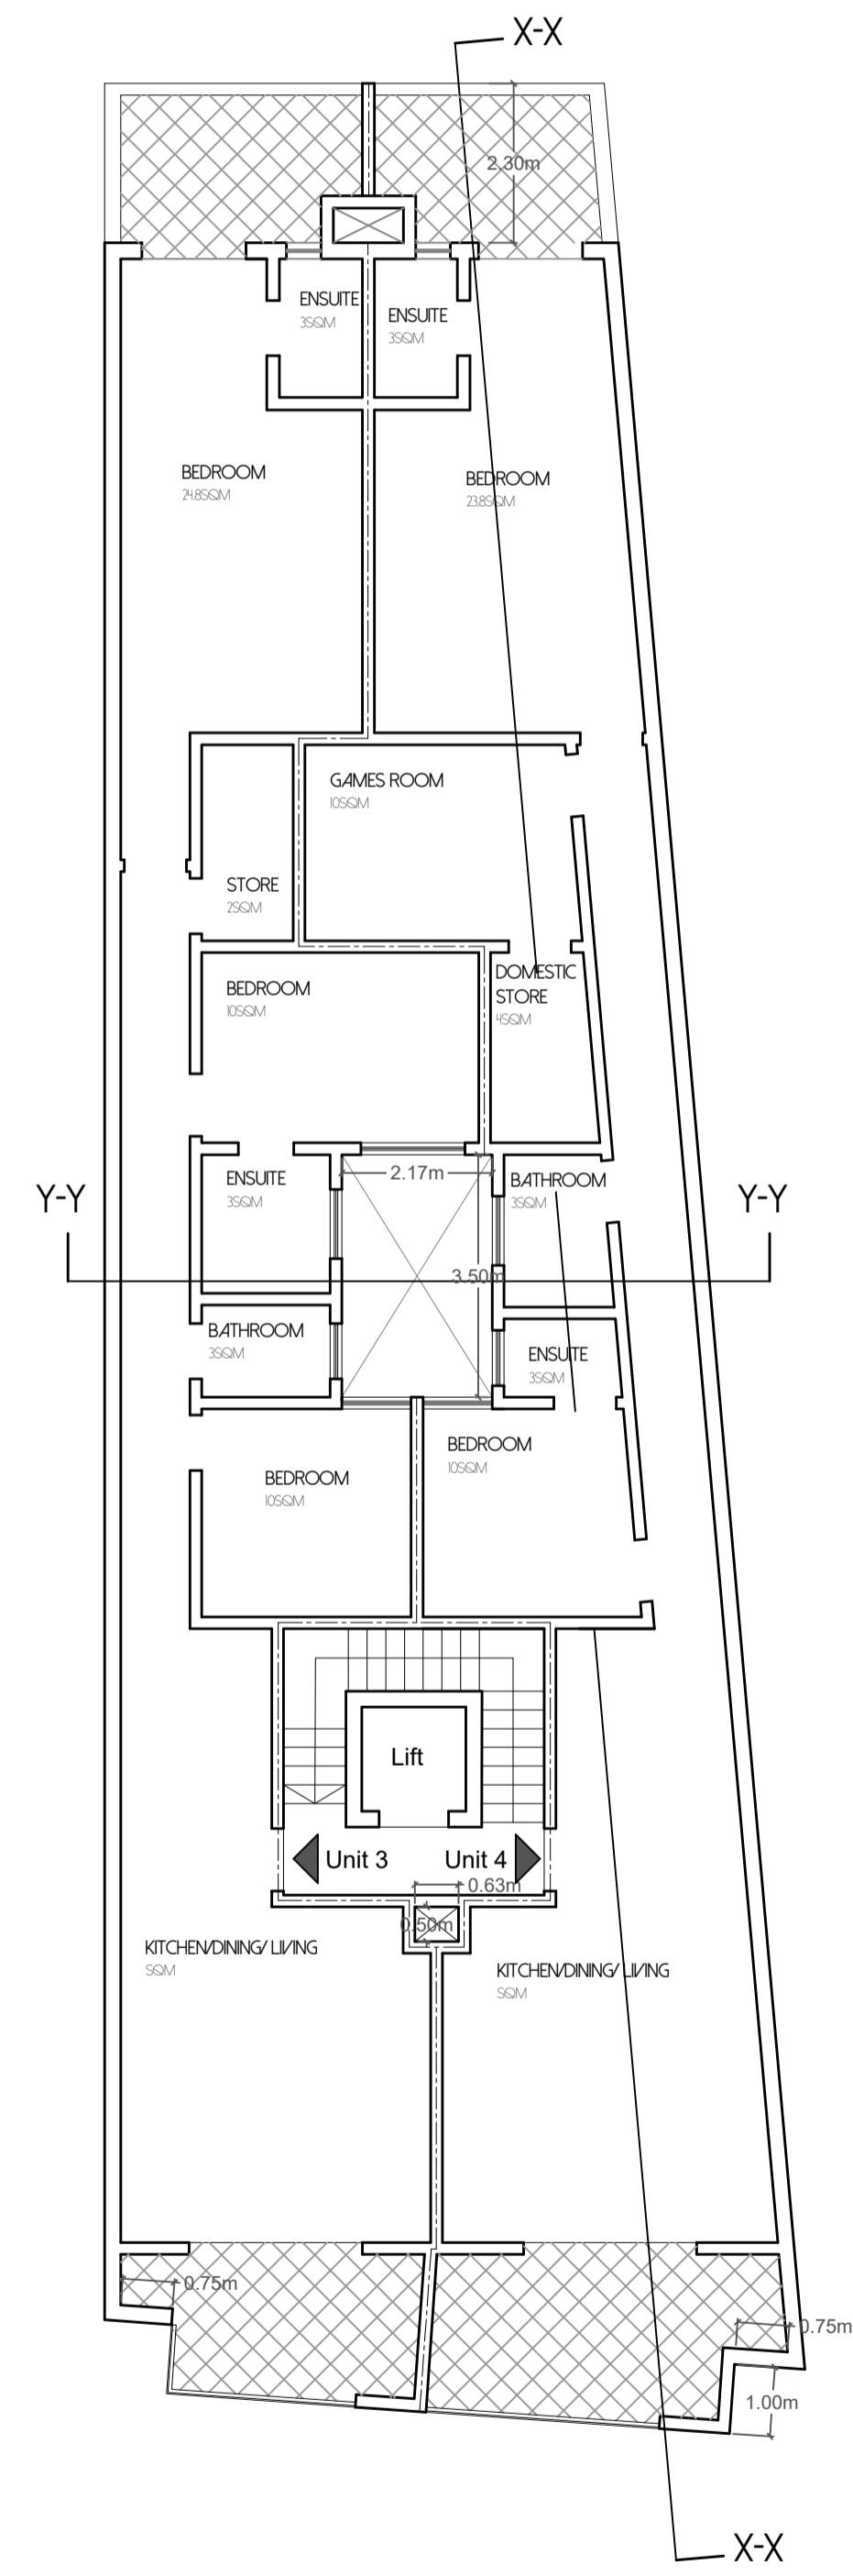 X-X
2.30m
ENSUITE
3SQM
ENSUITE
3SQM
BEDROOM
24.8SQM
BEDROOM
23.8SQM
GAMES ROOM
10SQM
STORE
2SQM
DOMESTIC
STORE
4SQM
BEDROOM
10SQM
2.17m
ENSUITE
3SQM
BATHROOM
3SQM
Y-Y
Y-Y
3.50m
BATHROOM
3SQM
ENSUITE
3SQM
BEDROOM
10SQM
BEDROOM
10SQM
Lift
Unit 3
Unit 4
0.63m
0.50m
KITCHEN/DINING/ LIVING
SQM
KITCHEN/DINING/ LIVING
SQM
0.75m
0.75m
1.00m
X-X